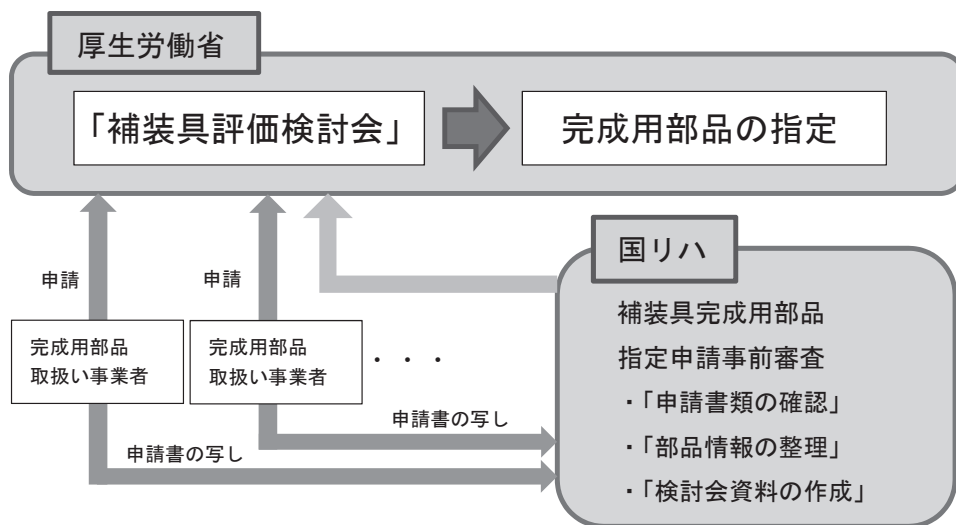 厚生労働省
「補装具評価検討会」
完成用部品の指定
国リハ
補装具完成用部品
指定申請事前審査
・「申請書類の確認」
・「部品情報の整理」
・「検討会資料の作成」
申請
申請
完成用部品
取扱い事業者
完成用部品
取扱い事業者
・・・
申請書の写し
申請書の写し